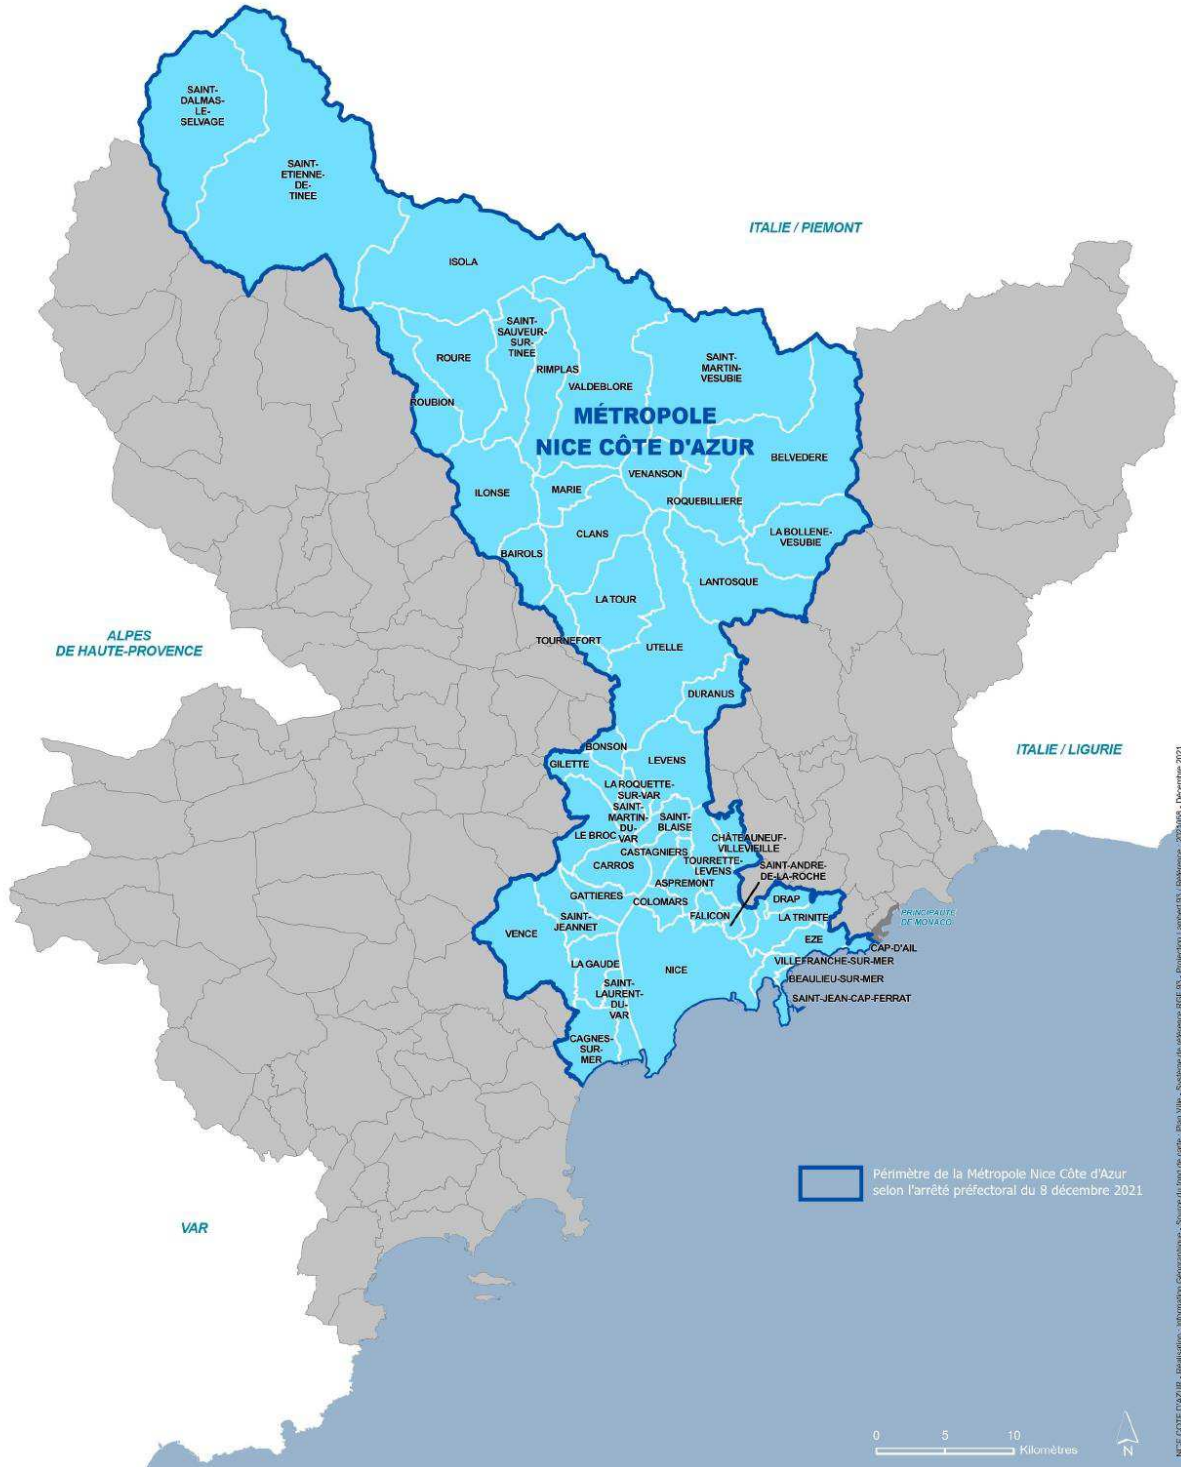 SAINT-
DALMAS-
LE-
SELVAGE
SAINT-
ETIENNE-
DE-
TINEE
ITALIE / PIEMONT
ISOLA
SAINT-
SAUVEUR-
SUR-
TINEE
ROURE
RIMPLAS
SAINT-
MARTIN-
VESUBIE
VALDEBLORE
ROUBION
MÉTROPOLE
NICE CÔTE D'AZUR
BELVEDERE
VENANSON
ILONSE
MARIE
ROQUEBILLIERE
CLANS
LA BOLLENE-
VESUBIE
BAIROLS
LANTOSQUE
LA TOUR
TOURNEFORT
UTELLE
ALPES
DE HAUTE-PROVENCE
DURANUS
ITALIE / LIGURIE
BONSON
GILETTE
LEVENS
LA ROQUETTE-
SUR-VAR
SAINT-
MARTIN-
DU-
VAR
SAINT-
BLAISE
LE BROC
CHÂTEAUNEUF-
VILLEVIEILLE
CASTAGNIERS
CARROS
TOURRETTE-
LEVENS
SAINT-ANDRE-
DE-LA-ROCHE
ASPREMONT
GATTIERES
COLOMARS
DRAP
FALICON
LA TRINITE
PRINCIPAUTE
DE MONACO
SAINT-
JEANNET
VENCE
EZE
CAP-D'AIL
VILLEFRANCHE-SUR-MER
LA GAUDE
NICE
BEAULIEU-SUR-MER
SAINT-
LAURENT-
DU-
VAR
SAINT-JEAN-CAP-FERRAT
CAGNES-
SUR-
MER
Périmètre de la Métropole Nice Côte d'Azur
selon l'arrêté préfectoral du 8 décembre 2021
VAR
0 5 10
Kilomètres
N